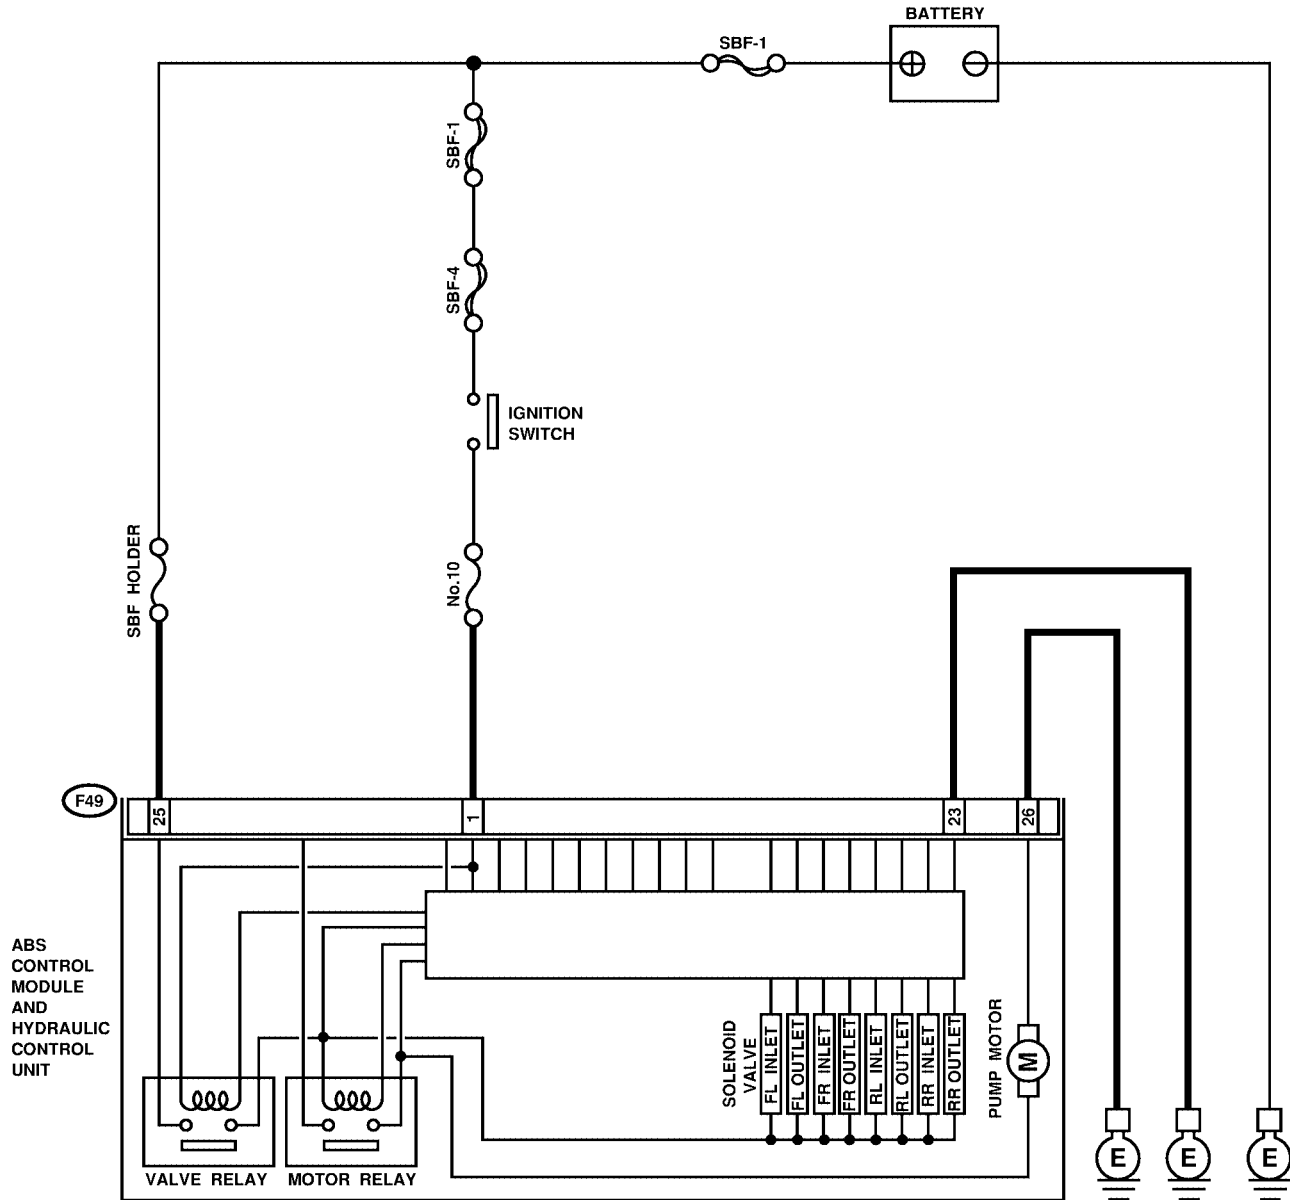 BATTERY
SBF-1
SBF-1
SBF-4
IGNITION
SWITCH
SBF HOLDER
No.10
F49
25
1
23
26
ABS
CONTROL
MODULE
AND
HYDRAULIC
CONTROL
UNIT
SOLENOID
VALVE
FL INLET
FL OUTLET
FR INLET
FR OUTLET
RL INLET
RL OUTLET
RR INLET
RR OUTLET
PUMP MOTOR
M
VALVE RELAY
MOTOR RELAY
E
E
E